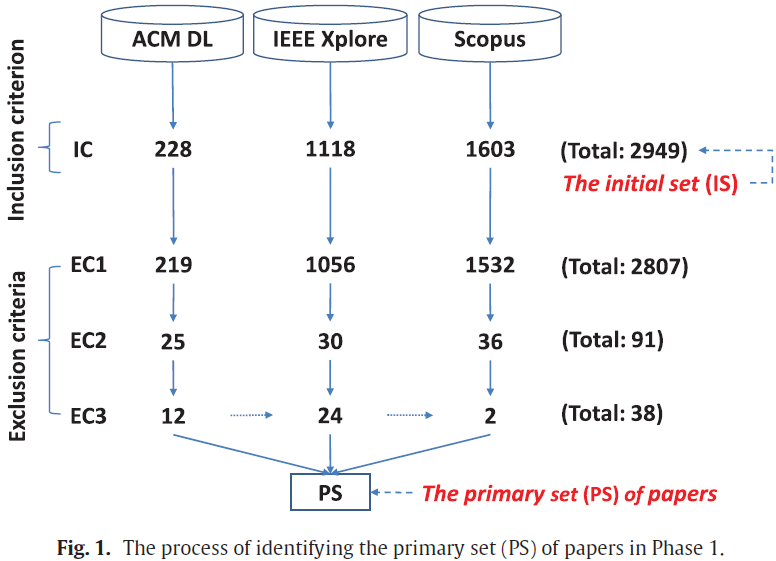 ACM DL IEEE Xplore Scopus
Inclusion criterion
IC 228 1118 1603 (Total: 2949)
The initial set (IS)
Exclusion criteria
EC1 219 1056 1532 (Total: 2807)
EC2 25 30 36 (Total: 91)
EC3 12 24 2 (Total: 38)
PS The primary set (PS) of papers
Fig. 1. The process of identifying the primary set (PS) of papers in Phase 1.